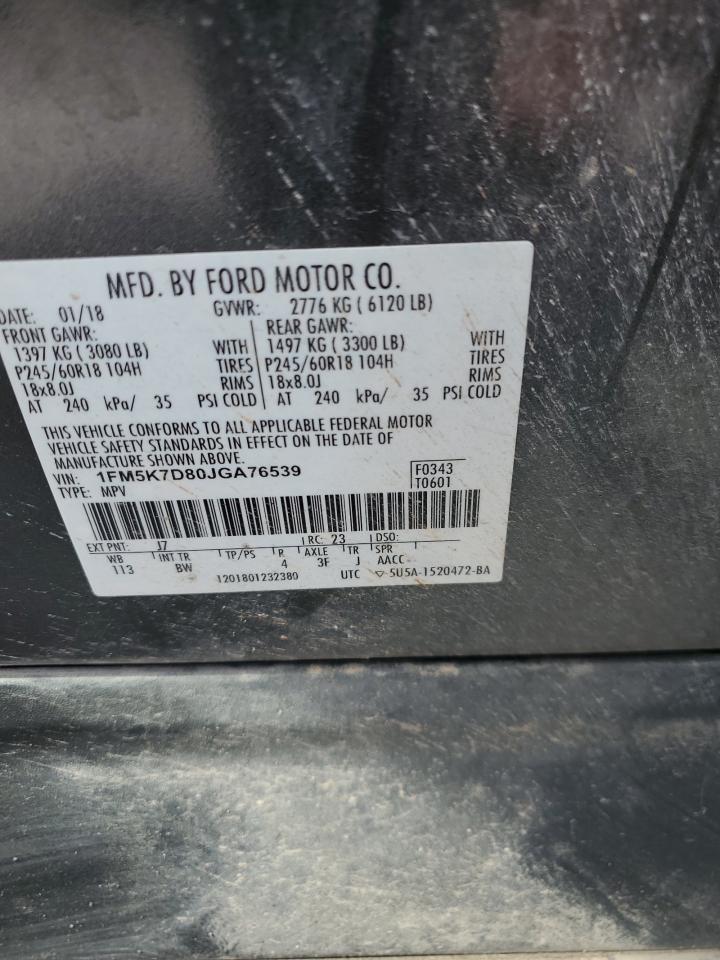 MFD. BY FORD MOTOR CO.
DATE: 01/18 GVWR: 2776 KG ( 6120 LB)
FRONT GAWR: REAR GAWR:
1397 KG ( 3080 LB) WITH 1497 KG ( 3300 LB) WITH
P245/60R18 104H TIRES P245/60R18 104H TIRES
18x8.0J RIMS 18x8.0J RIMS
AT 240 kPa/ 35 PSI COLD AT 240 kPa/ 35 PSI COLD
THIS VEHICLE CONFORMS TO ALL APPLICABLE FEDERAL MOTOR
VEHICLE SAFETY STANDARDS IN EFFECT ON THE DATE OF
MANUFACTURE SHOWN ABOVE.
VIN: 1FM5K7D80JGA76539 F0343
TYPE: MPV T0601
EXT PNT: J7 RC: 23 DSO:
WB INT TR TP/PS R AXLE TR SPR
113 BW 4 3F J AACC
1201801232380 UTC ▽ 5U5A-1520472-BA